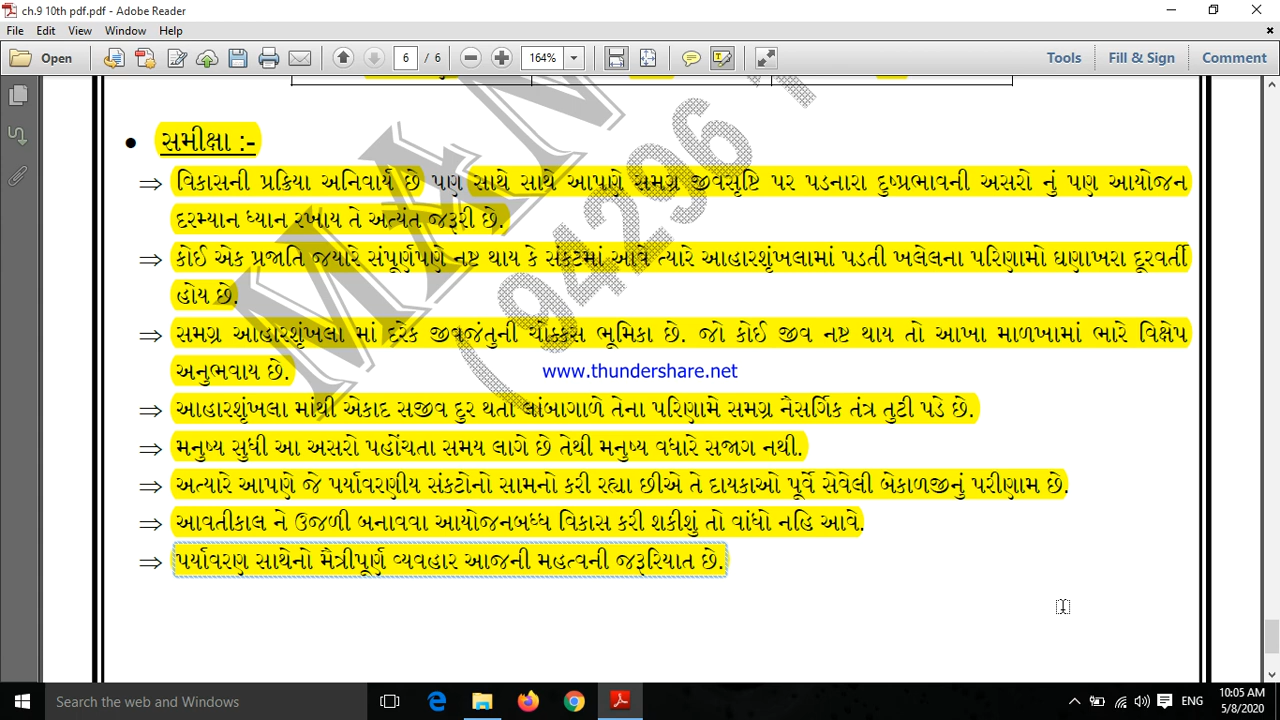 ch.9 10th pdf.pdf - Adobe Reader
File Edit View Window Help
Open 6 / 6 164% Tools Fill & Sign Comment
MXN
( 94296 1
• સમીક્ષા :-
⇒ વિકાસની પ્રક્રિયા અનિવાર્ય છે પણ સાથે સાથે આપણે સમગ્ર જીવસૃષ્ટિ પર પડનારા દુષ્પ્રભાવની અસરો નું પણ આયોજન
દરમ્યાન ધ્યાન રખાય તે અત્યંત જરૂરી છે.
⇒ કોઈ એક પ્રજાતિ જયારે સંપૂર્ણપણે નષ્ટ થાય કે સંકટમાં આવે ત્યારે આહારશૃંખલામાં પડતી ખલેલના પરિણામો ઘણાખરા દૂરવર્તી
હોય છે.
⇒ સમગ્ર આહારશૃંખલા માં દરેક જીવજંતુની ચોક્કસ ભૂમિકા છે. જો કોઈ જીવ નષ્ટ થાય તો આખા માળખામાં ભારે વિક્ષેપ
અનુભવાય છે.
www.thundershare.net
⇒ આહારશૃંખલા માંથી એકાદ સજીવ દુર થતા લાંબાગાળે તેના પરિણામે સમગ્ર નૈસર્ગિક તંત્ર તુટી પડે છે.
⇒ મનુષ્ય સુધી આ અસરો પહોંચતા સમય લાગે છે તેથી મનુષ્ય વધારે સજાગ નથી.
⇒ અત્યારે આપણે જે પર્યાવરણીય સંકટોનો સામનો કરી રહ્યા છીએ તે દાયકાઓ પૂર્વે સેવેલી બેકાળજીનું પરીણામ છે.
⇒ આવતીકાલ ને ઉજળી બનાવવા આયોજનબધ્ધ વિકાસ કરી શકીશું તો વાંધો નહિ આવે.
⇒ પર્યાવરણ સાથેનો મૈત્રીપૂર્ણ વ્યવહાર આજની મહત્વની જરૂરિયાત છે.
Search the web and Windows
ENG
10:05 AM
5/8/2020